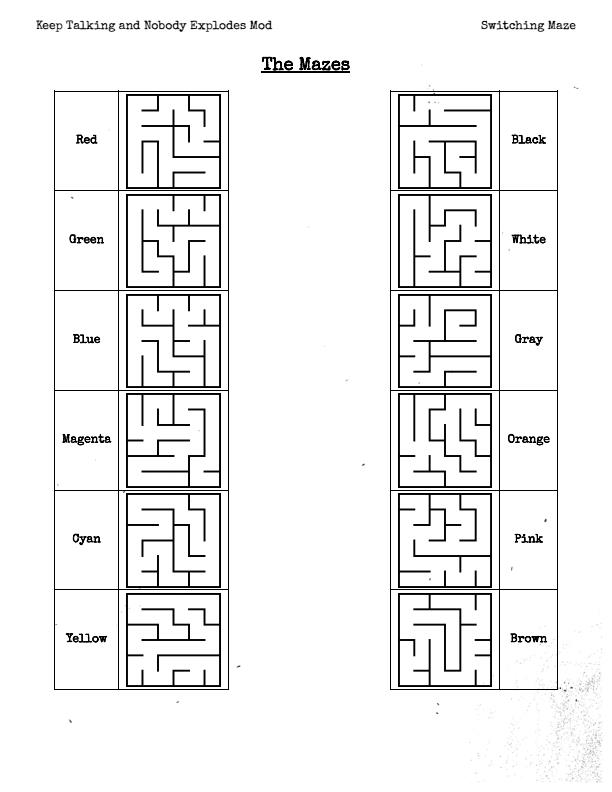 Keep Talking and Nobody Explodes Mod
Switching Maze
The Mazes
Red
Black
Green
White
Blue
Gray
Magenta
Orange
Cyan
Pink
Yellow
Brown